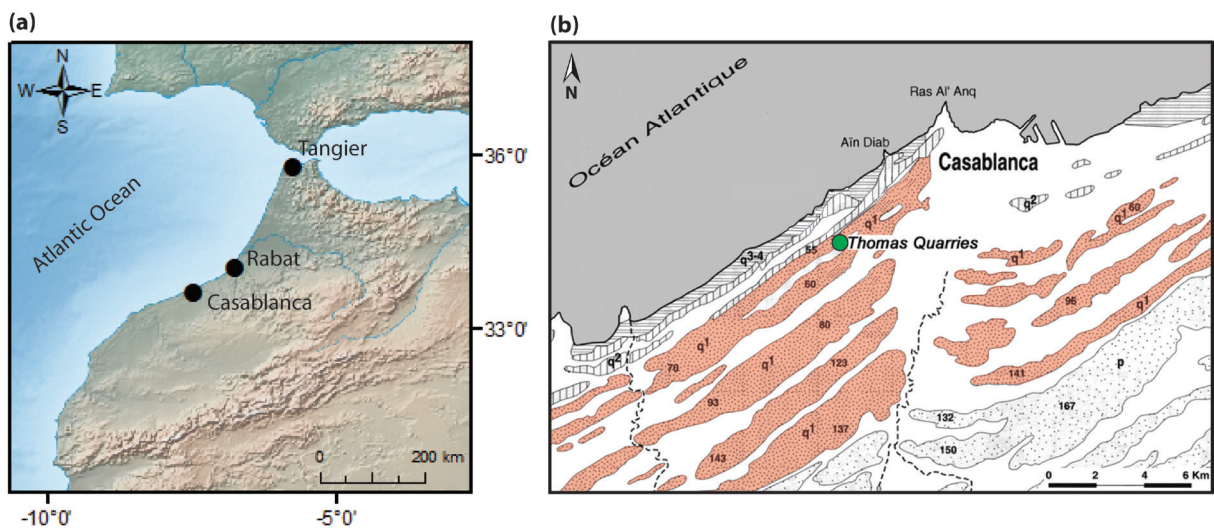 (a)
N
W E
S
Tangier
36°0'
Atlantic Ocean
Rabat
Casablanca
33°0'
0 200 km
-10°0' -5°0'
(b)
N
Océan Atlantique
Ras Al' Anq
Aïn Diab
Casablanca
q2
q1 60
q1
Thomas Quarries
55
q3-4
q1
60
96
q1
80
q1
123
q2
70
141
p
93
167
132
137
q1
150
143
0 2 4 6 Km